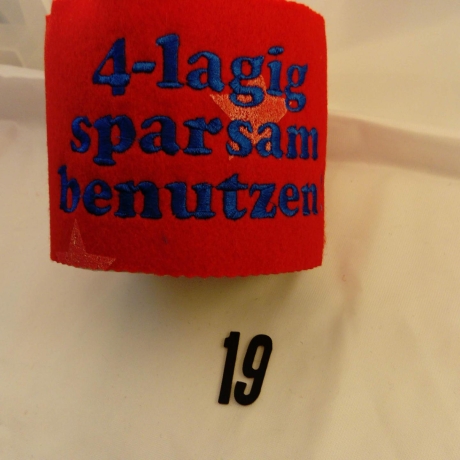 4-lagig
sparsam
benutzen
19